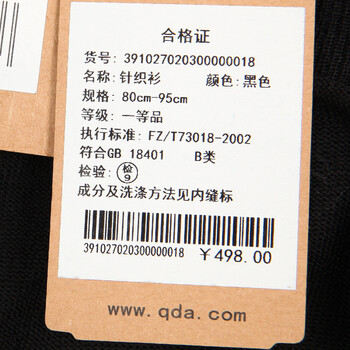 合格证
货号: 391027020300000018
名称: 针织衫 颜色: 黑色
规格: 80cm-95cm
等级: 一等品
执行标准: FZ/T73018-2002
符合GB 18401 B类
检验: 检9
成分及洗涤方法见内缝标
391027020300000018 ￥498.00
www.qda.com